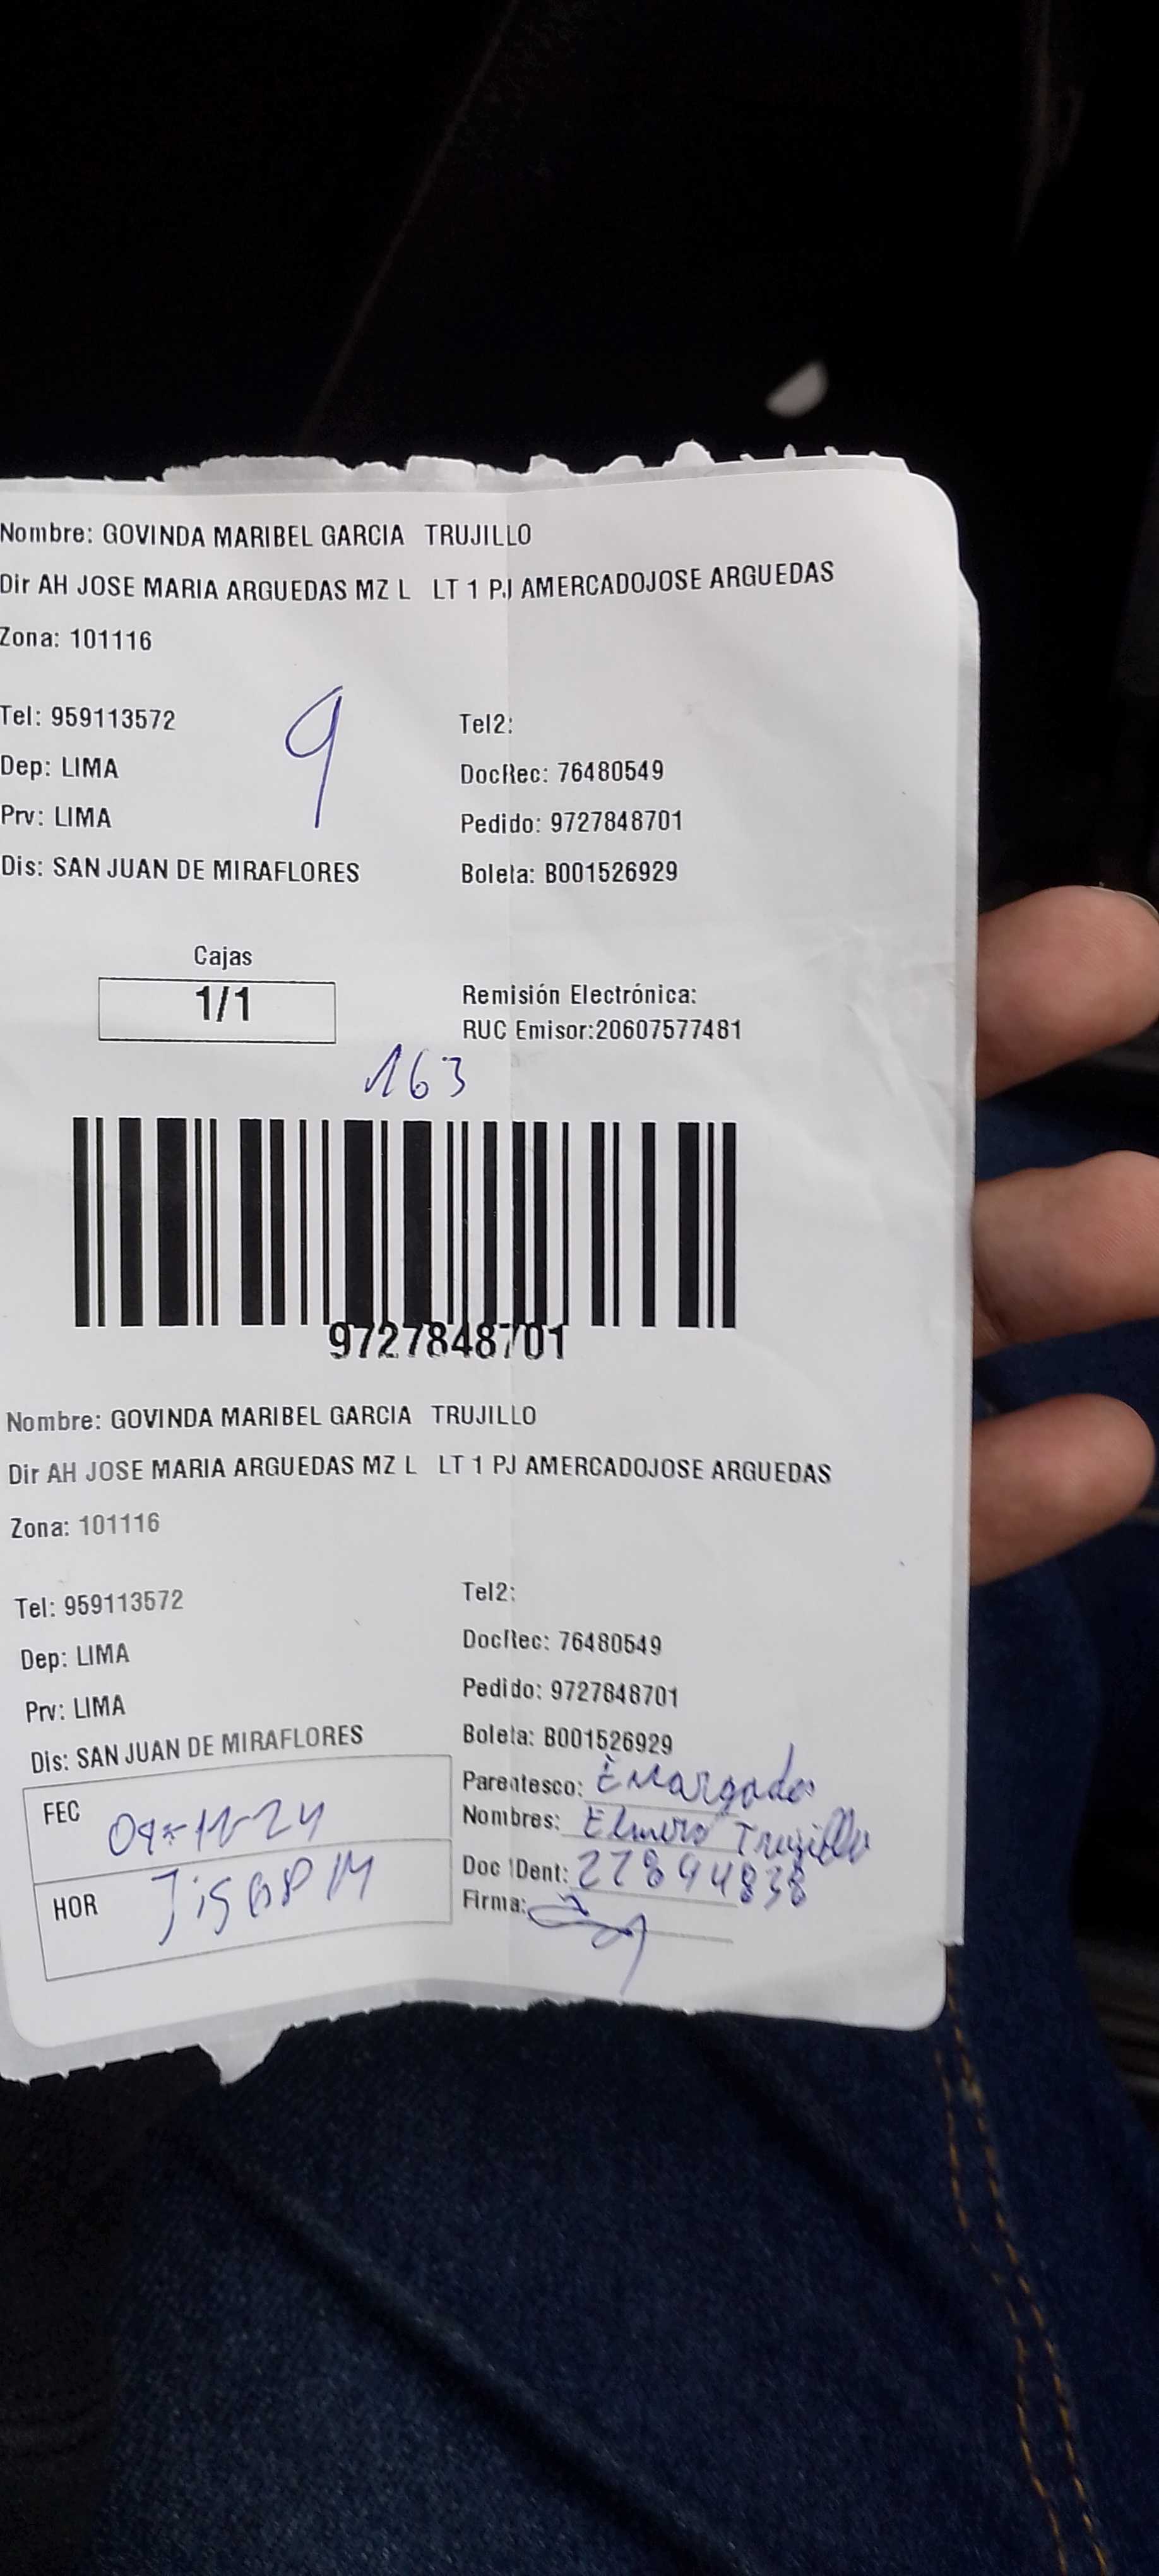 Nombre: GOVINDA MARIBEL GARCIA TRUJILLO
Dir AH JOSE MARIA ARGUEDAS MZ L LT 1 PJ AMERCADOJOSE ARGUEDAS
Zona: 101116
9
Tel: 959113572 Tel2:
Dep: LIMA DocRec: 76480549
Prv: LIMA Pedido: 9727848701
Dis: SAN JUAN DE MIRAFLORES Boleta: B001526929
Cajas
1/1 Remisión Electrónica:
RUC Emisor:20607577481
163
9727848701
Nombre: GOVINDA MARIBEL GARCIA TRUJILLO
Dir AH JOSE MARIA ARGUEDAS MZ L LT 1 PJ AMERCADOJOSE ARGUEDAS
Zona: 101116
Tel: 959113572 Tel2:
Dep: LIMA DocRec: 76480549
Prv: LIMA Pedido: 9727848701
Dis: SAN JUAN DE MIRAFLORES Boleta: B001526929
Parentesco:
FEC Nombres: Trujillo
Doc IDent: 27894838
HOR Firma: